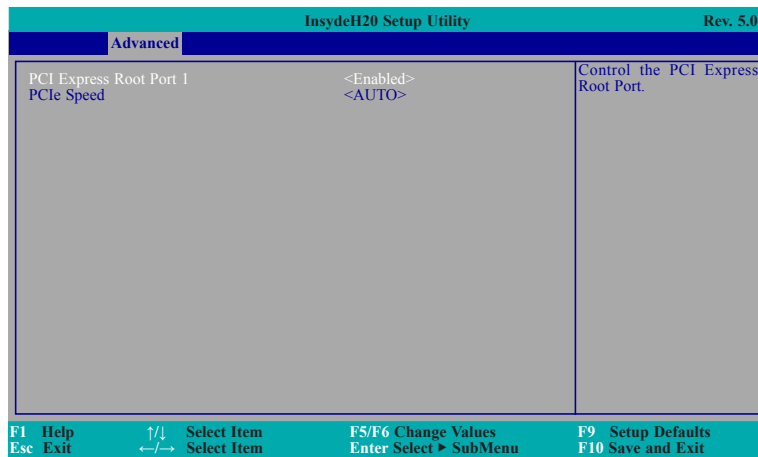 InsydeH20 Setup Utility Rev. 5.0
Advanced
PCI Express Root Port 1 <Enabled>
PCIe Speed <AUTO>
Control the PCI Express
Root Port.
F1 Help ↑/↓ Select Item F5/F6 Change Values F9 Setup Defaults
Esc Exit ←/→ Select Item Enter Select ► SubMenu F10 Save and Exit